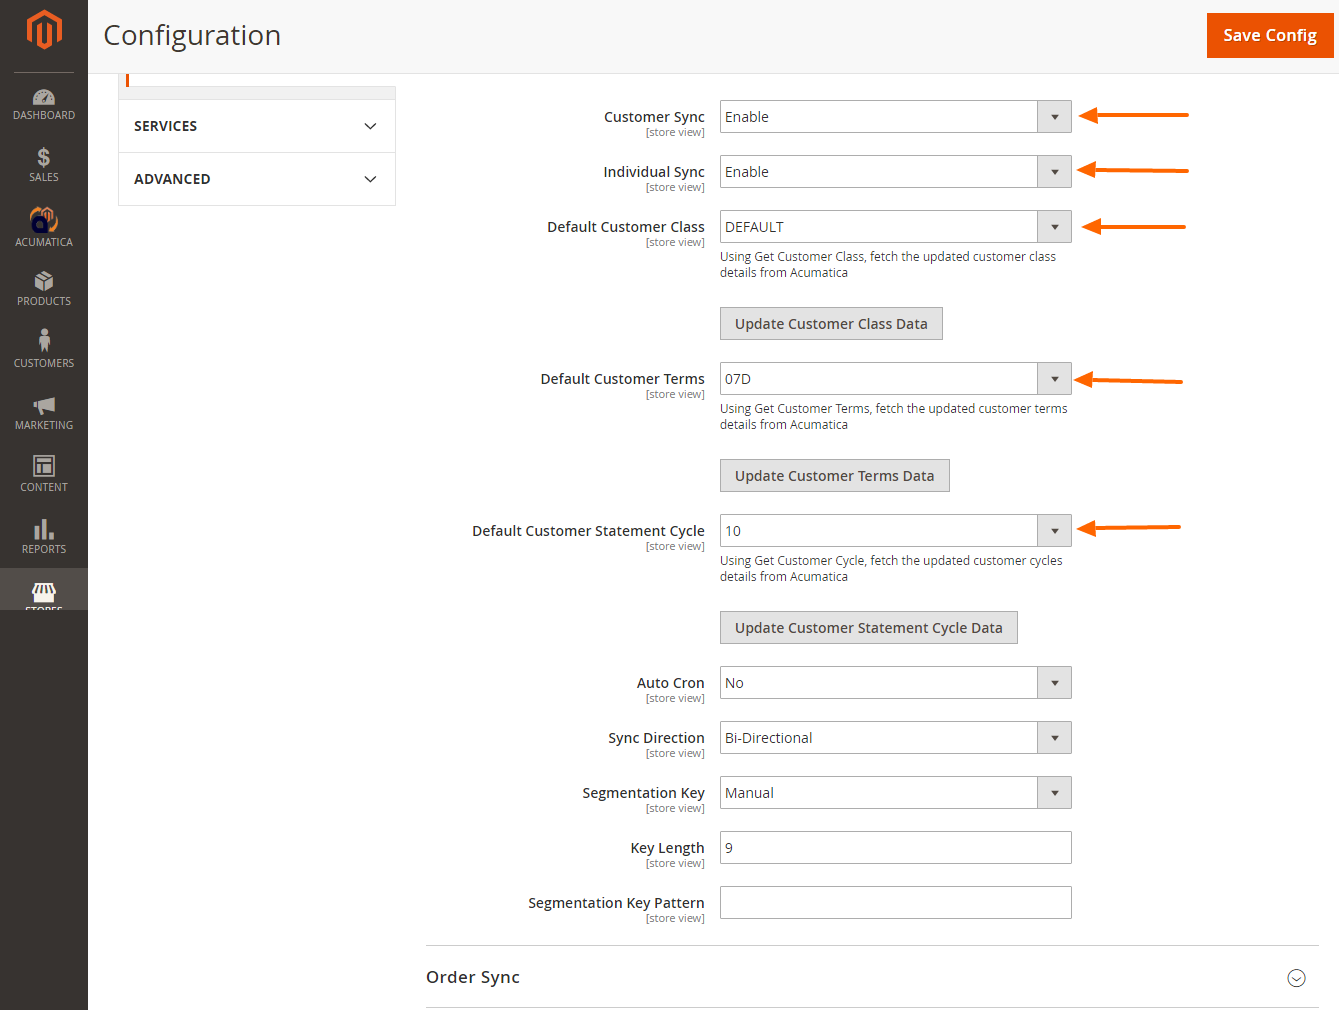 Configuration
Save Config
DASHBOARD
SALES
ACUMATICA
PRODUCTS
CUSTOMERS
MARKETING
CONTENT
REPORTS
STORES
SERVICES
ADVANCED
Customer Sync
[store view]
Enable
Individual Sync
[store view]
Enable
Default Customer Class
[store view]
DEFAULT
Using Get Customer Class, fetch the updated customer class
details from Acumatica
Update Customer Class Data
Default Customer Terms
[store view]
07D
Using Get Customer Terms, fetch the updated customer terms
details from Acumatica
Update Customer Terms Data
Default Customer Statement Cycle
[store view]
10
Using Get Customer Cycle, fetch the updated customer cycles
details from Acumatica
Update Customer Statement Cycle Data
Auto Cron
[store view]
No
Sync Direction
[store view]
Bi-Directional
Segmentation Key
[store view]
Manual
Key Length
[store view]
9
Segmentation Key Pattern
[store view]
Order Sync